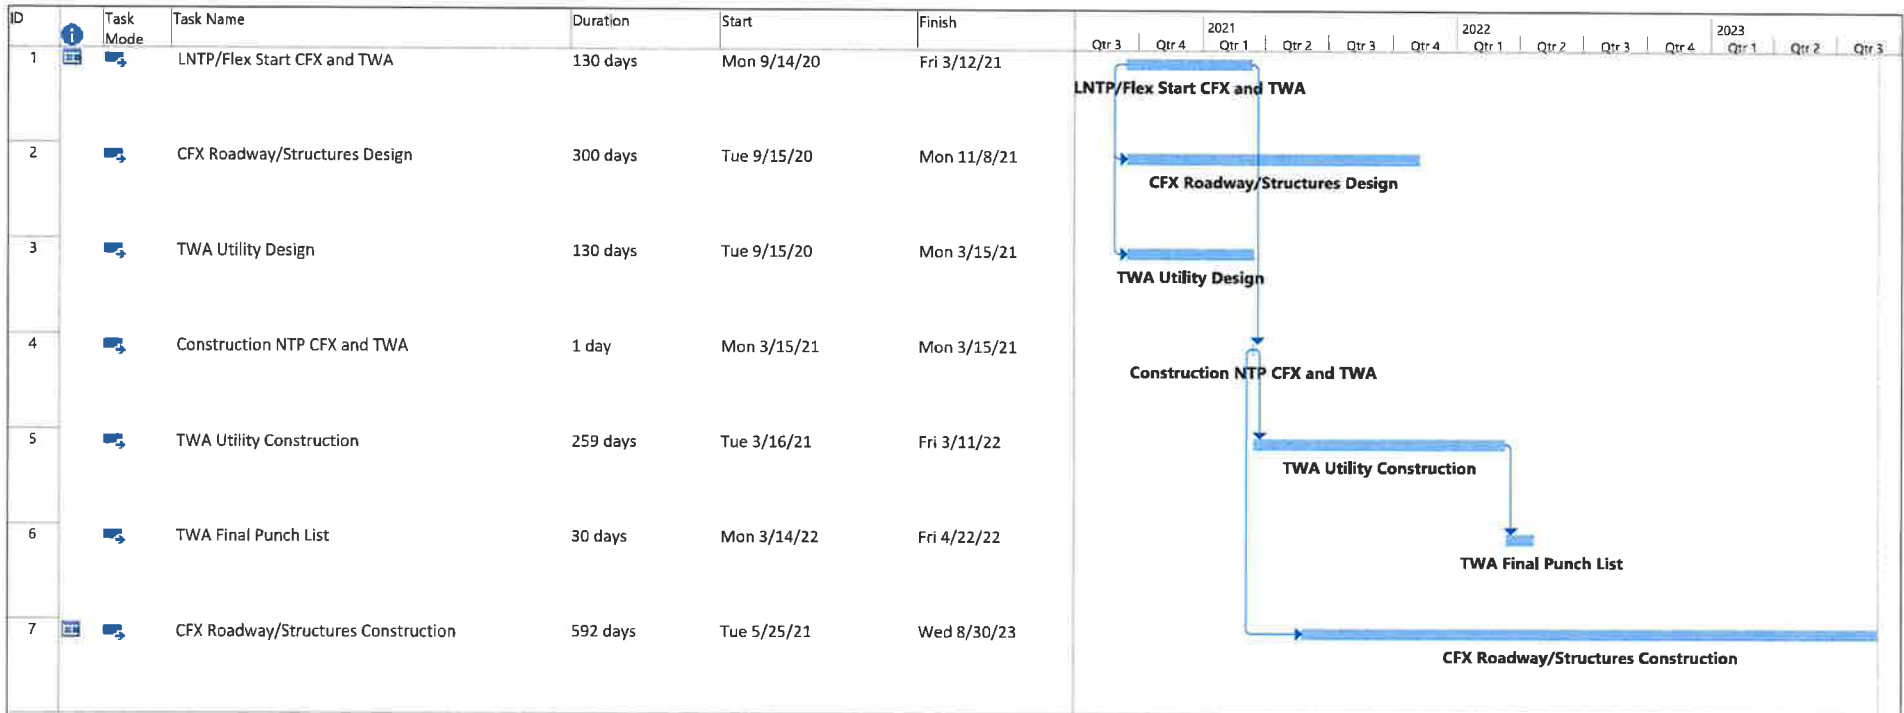 ID Task Mode Task Name Duration Start Finish
2021 2022 2023
Qtr 3 Qtr 4 Qtr 1 Qtr 2 Qtr 3 Qtr 4 Qtr 1 Qtr 2 Qtr 3 Qtr 4 Qtr 1 Qtr 2 Qtr 3
1 LNTP/Flex Start CFX and TWA 130 days Mon 9/14/20 Fri 3/12/21
LNTP/Flex Start CFX and TWA
2 CFX Roadway/Structures Design 300 days Tue 9/15/20 Mon 11/8/21
CFX Roadway/Structures Design
3 TWA Utility Design 130 days Tue 9/15/20 Mon 3/15/21
TWA Utility Design
4 Construction NTP CFX and TWA 1 day Mon 3/15/21 Mon 3/15/21
Construction NTP CFX and TWA
5 TWA Utility Construction 259 days Tue 3/16/21 Fri 3/11/22
TWA Utility Construction
6 TWA Final Punch List 30 days Mon 3/14/22 Fri 4/22/22
TWA Final Punch List
7 CFX Roadway/Structures Construction 592 days Tue 5/25/21 Wed 8/30/23
CFX Roadway/Structures Construction